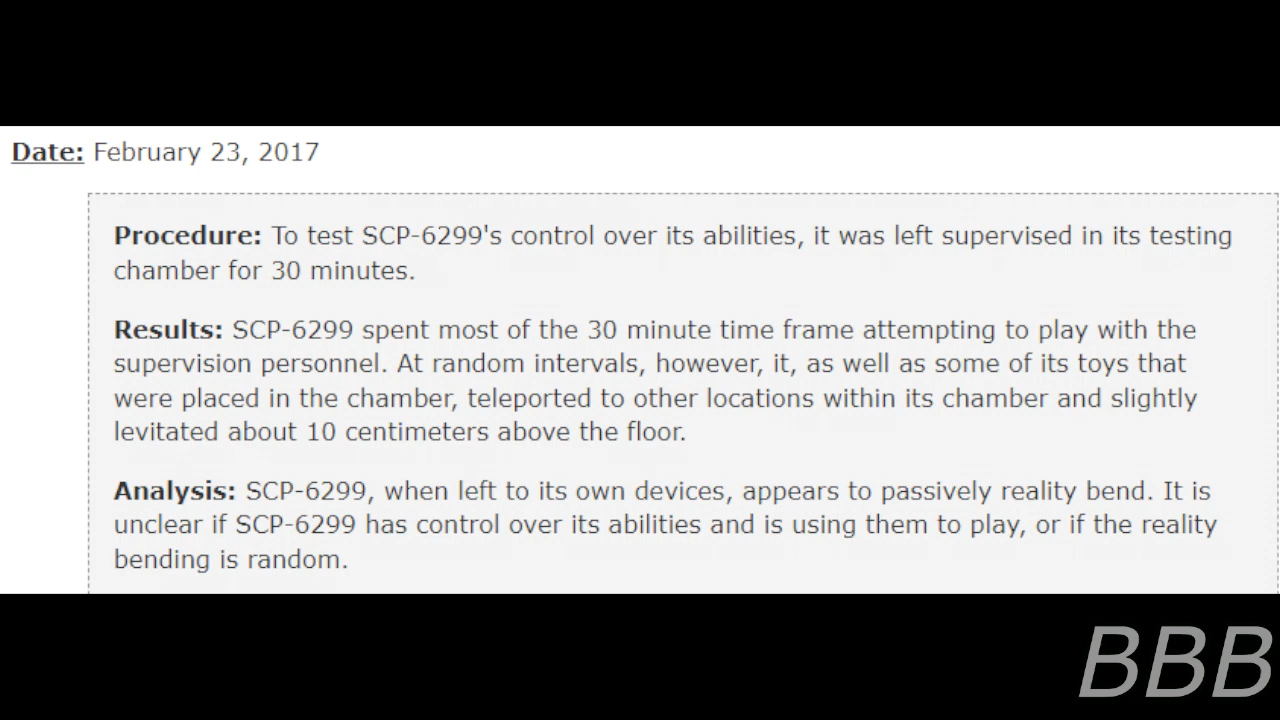 Date: February 23, 2017
Procedure: To test SCP-6299's control over its abilities, it was left supervised in its testing
chamber for 30 minutes.
Results: SCP-6299 spent most of the 30 minute time frame attempting to play with the
supervision personnel. At random intervals, however, it, as well as some of its toys that
were placed in the chamber, teleported to other locations within its chamber and slightly
levitated about 10 centimeters above the floor.
Analysis: SCP-6299, when left to its own devices, appears to passively reality bend. It is
unclear if SCP-6299 has control over its abilities and is using them to play, or if the reality
bending is random.
BBB